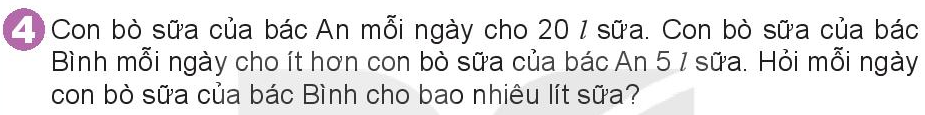 4 Con bò sữa của bác An mỗi ngày cho 20 l sữa. Con bò sữa của bác
Bình mỗi ngày cho ít hơn con bò sữa của bác An 5 l sữa. Hỏi mỗi ngày
con bò sữa của bác Bình cho bao nhiêu lít sữa?